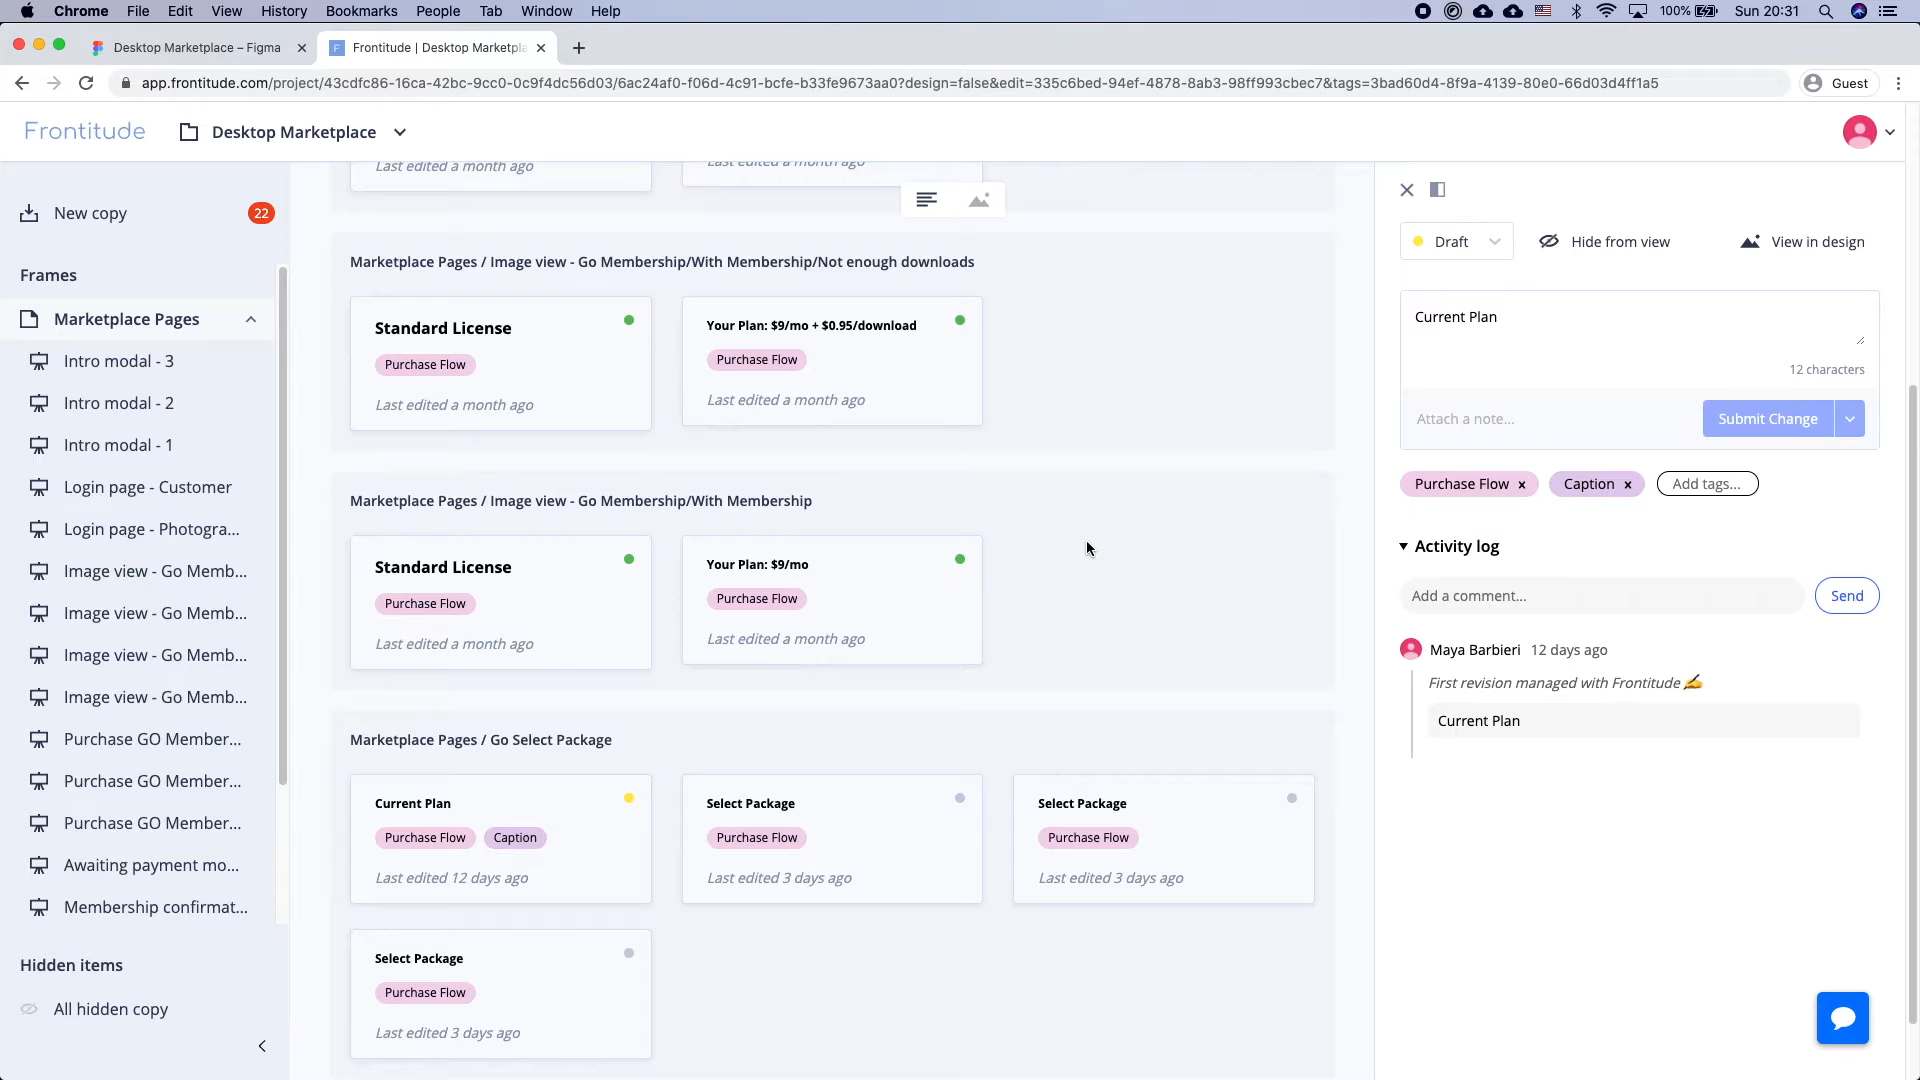 Chrome File Edit View History Bookmarks People Tab Window Help 100% Sun 20:31
Desktop Marketplace – Figma
Frontitude | Desktop Marketpla
app.frontitude.com/project/43cdfc86-16ca-42bc-9cc0-0c9f4dc56d03/6ac24af0-f06d-4c91-bcfe-b33fe9673aa0?design=false&edit=335c6bed-94ef-4878-8ab3-98ff993cbec7&tags=3bad60d4-8f9a-4139-80e0-66d03d4ff1a5
Guest
Frontitude
Desktop Marketplace
New copy
22
Frames
Marketplace Pages
Intro modal - 3
Intro modal - 2
Intro modal - 1
Login page - Customer
Login page - Photogra...
Image view - Go Memb...
Image view - Go Memb...
Image view - Go Memb...
Image view - Go Memb...
Purchase GO Member...
Purchase GO Member...
Purchase GO Member...
Awaiting payment mo...
Membership confirmat...
Hidden items
All hidden copy
Last edited a month ago
Last edited a month ago
Marketplace Pages / Image view - Go Membership/With Membership/Not enough downloads
Standard License
Purchase Flow
Last edited a month ago
Your Plan: $9/mo + $0.95/download
Purchase Flow
Last edited a month ago
Marketplace Pages / Image view - Go Membership/With Membership
Standard License
Purchase Flow
Last edited a month ago
Your Plan: $9/mo
Purchase Flow
Last edited a month ago
Marketplace Pages / Go Select Package
Current Plan
Purchase Flow Caption
Last edited 12 days ago
Select Package
Purchase Flow
Last edited 3 days ago
Select Package
Purchase Flow
Last edited 3 days ago
Select Package
Purchase Flow
Last edited 3 days ago
Draft
Hide from view
View in design
Current Plan
12 characters
Attach a note...
Submit Change
Purchase Flow ×
Caption ×
Add tags...
Activity log
Add a comment...
Send
Maya Barbieri 12 days ago
First revision managed with Frontitude ✍️
Current Plan